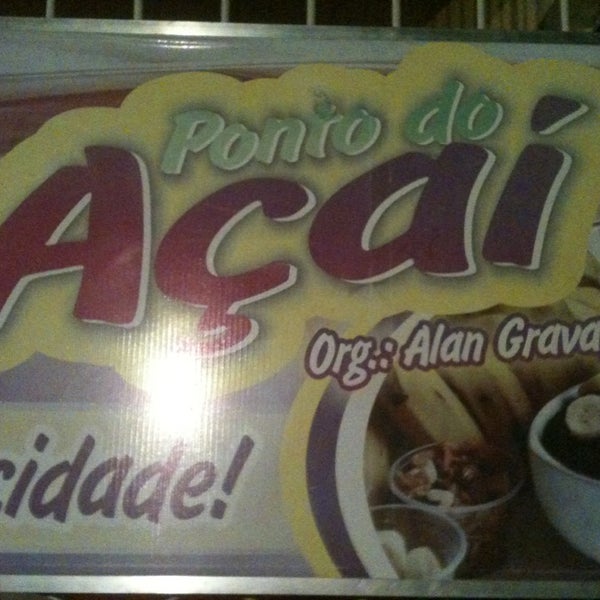 Ponto do
Açaí
Org.: Alan Grava
cidade!